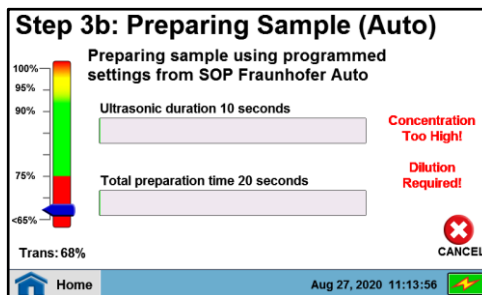 Step 3b: Preparing Sample (Auto)
Preparing sample using programmed
settings from SOP Fraunhofer Auto
100%
95%
90%
75%
<65%
Trans: 68%
Ultrasonic duration 10 seconds
Total preparation time 20 seconds
Concentration
Too High!
Dilution
Required!
CANCEL
Home
Aug 27, 2020 11:13:56